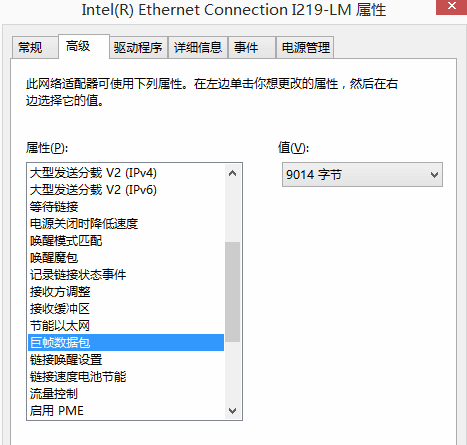 Intel(R) Ethernet Connection I219-LM 属性
常规 高级 驱动程序 详细信息 事件 电源管理
此网络适配器可使用下列属性。在左边单击你想更改的属性，然后在右
边选择它的值。
属性(P): 值(V):
大型发送分载 V2 (IPv4) 9014 字节
大型发送分载 V2 (IPv6)
等待链接
电源关闭时降低速度
唤醒模式匹配
唤醒魔包
记录链接状态事件
接收方调整
接收缓冲区
节能以太网
巨帧数据包
链接唤醒设置
链接速度电池节能
流量控制
启用 PME